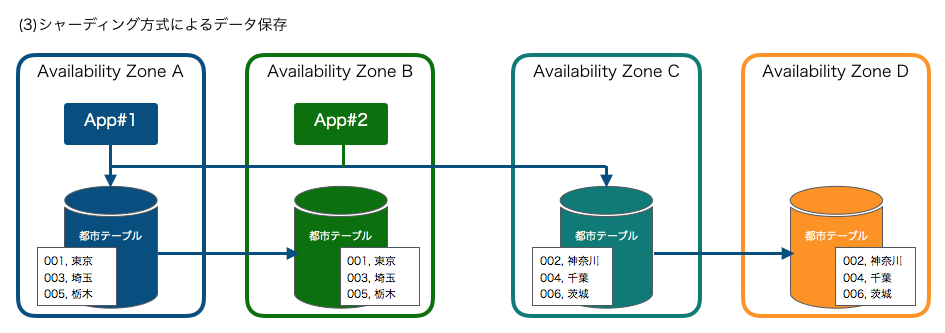 (3)シャーディング方式によるデータ保存
Availability Zone A
Availability Zone B
Availability Zone C
Availability Zone D
App#1
App#2
都市テーブル
001, 東京
003, 埼玉
005, 栃木
都市テーブル
001, 東京
003, 埼玉
005, 栃木
都市テーブル
002, 神奈川
004, 千葉
006, 茨城
都市テーブル
002, 神奈川
004, 千葉
006, 茨城